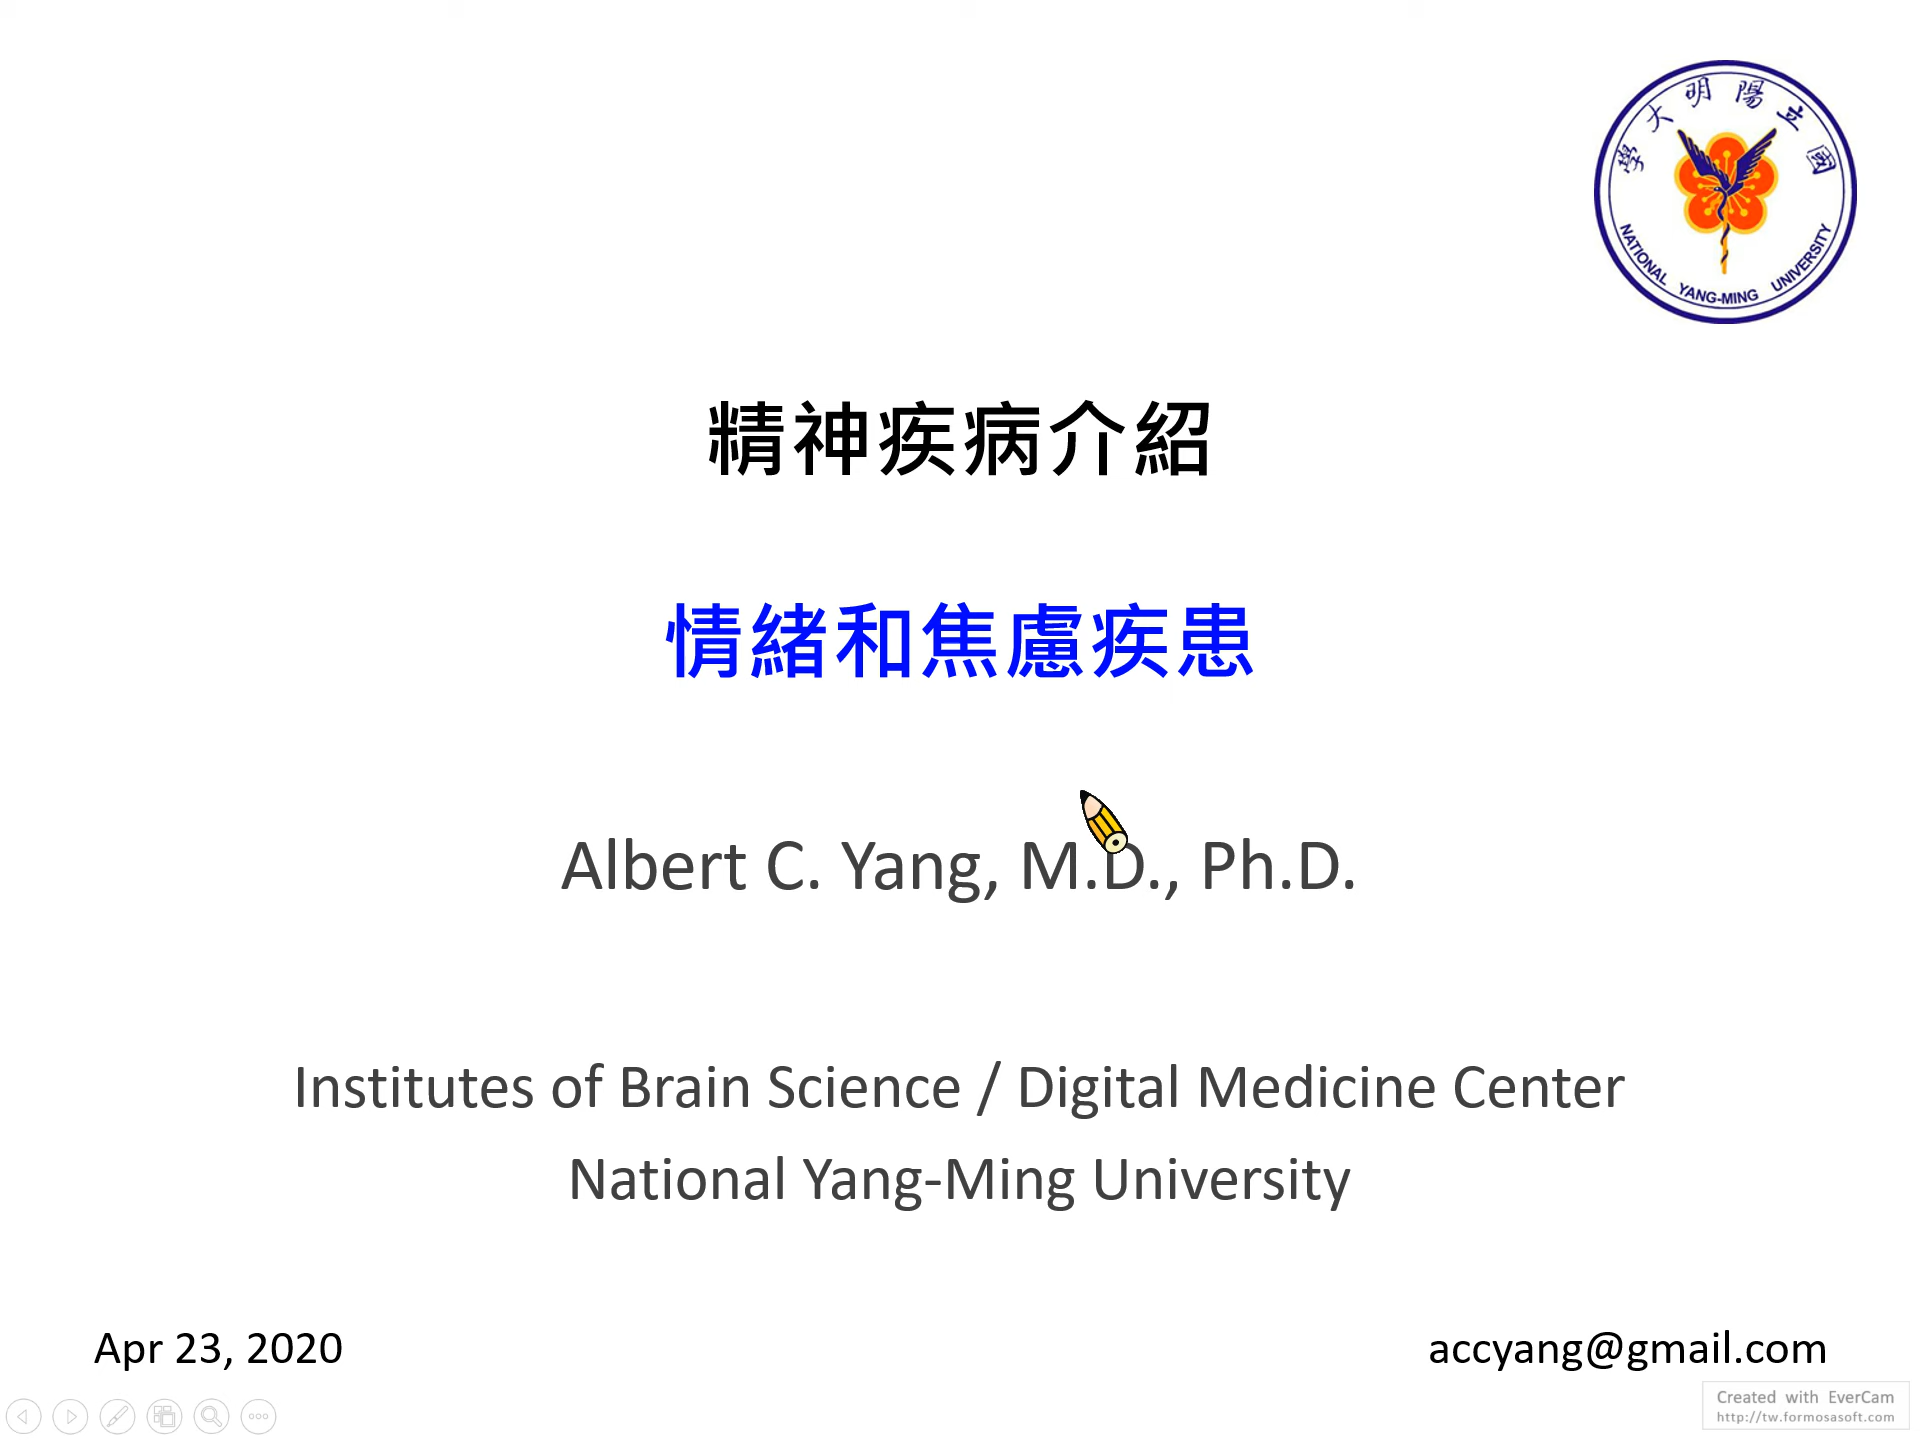 國立陽明大學
NATIONAL YANG-MING UNIVERSITY
精神疾病介紹
情緒和焦慮疾患
Albert C. Yang, M.D., Ph.D.
Institutes of Brain Science / Digital Medicine Center
National Yang-Ming University
Apr 23, 2020
accyang@gmail.com
Created with EverCam
http://tw.formosasoft.com